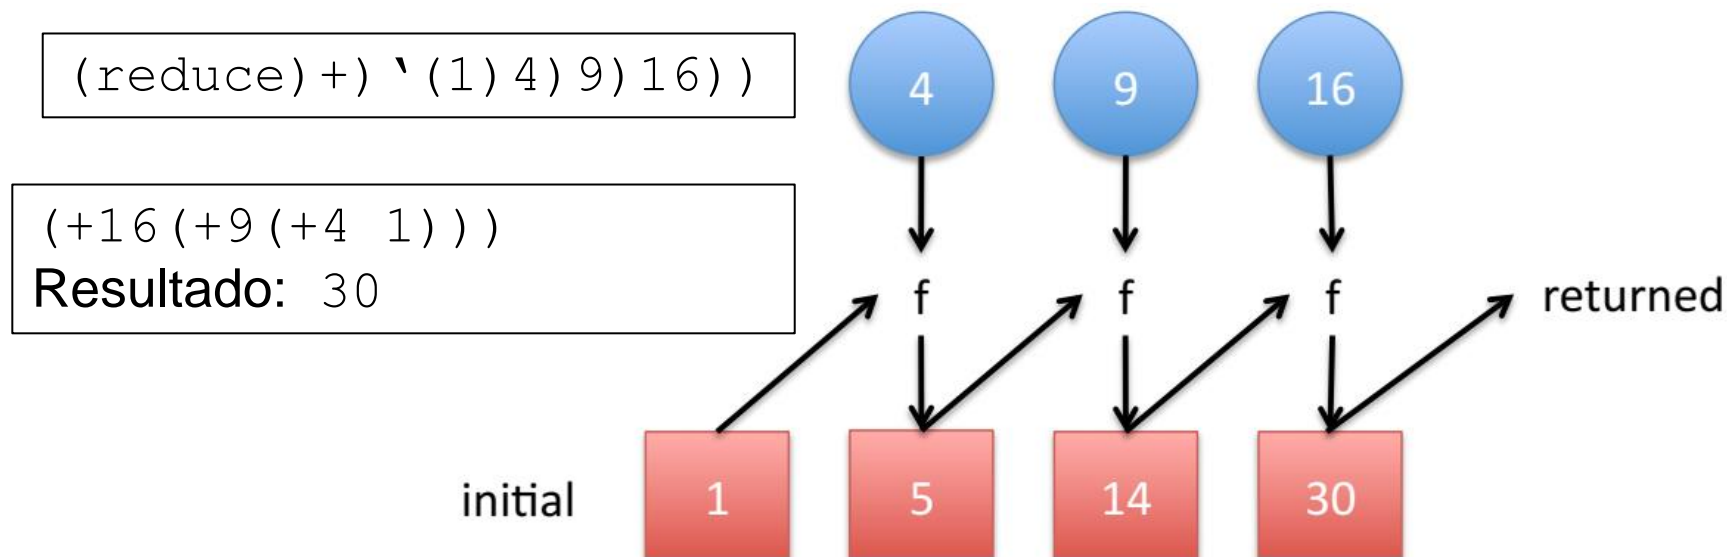 (reduce)+)`(1)4)9)16))
(+16(+9(+4 1)))
Resultado: 30
4 9 16
f f f returned
initial 1 5 14 30